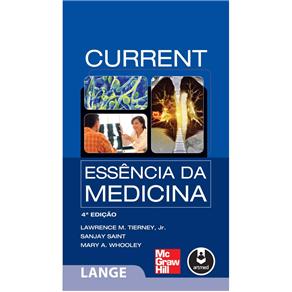 CURRENT
ESSÊNCIA DA
MEDICINA
4ª EDIÇÃO
LAWRENCE M. TIERNEY, Jr.
SANJAY SAINT
MARY A. WHOOLEY
LANGE
Mc
Graw
Hill
artmed